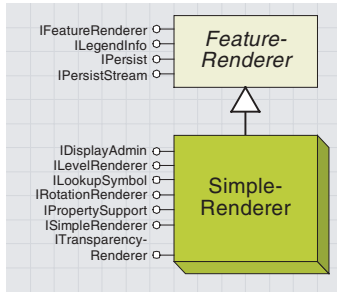 IFeatureRenderer
ILegendInfo
IPersist
IPersistStream
Feature-
Renderer
IDisplayAdmin
ILevelRenderer
ILookupSymbol
IRotationRenderer
IPropertySupport
ISimpleRenderer
ITransparency-
Renderer
Simple-
Renderer